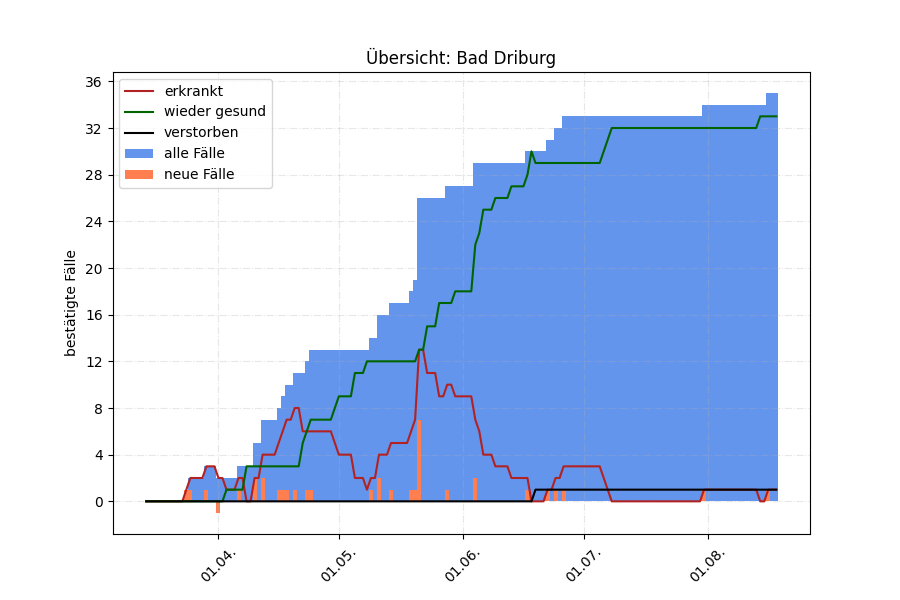 Übersicht: Bad Driburg
bestätigte Fälle
36
32
28
24
20
16
12
8
4
0
erkrankt
wieder gesund
verstorben
alle Fälle
neue Fälle
01.04.
01.05.
01.06.
01.07.
01.08.